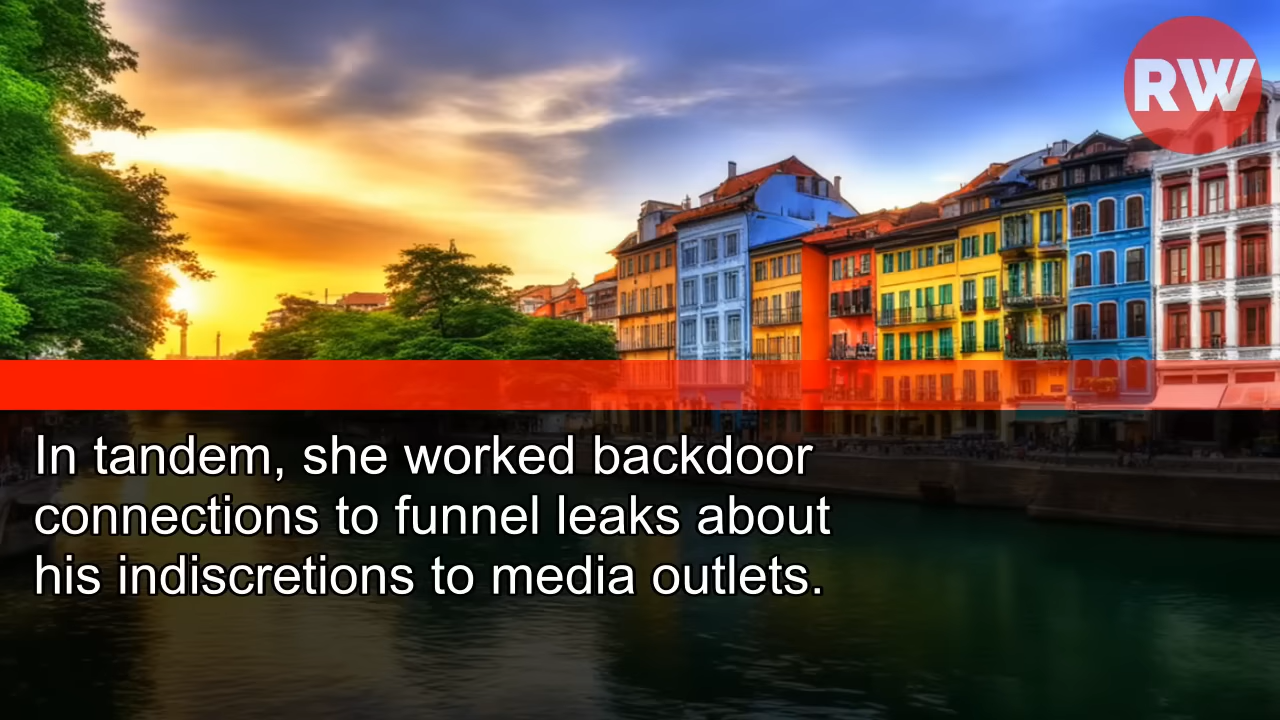 RW
In tandem, she worked backdoor
connections to funnel leaks about
his indiscretions to media outlets.